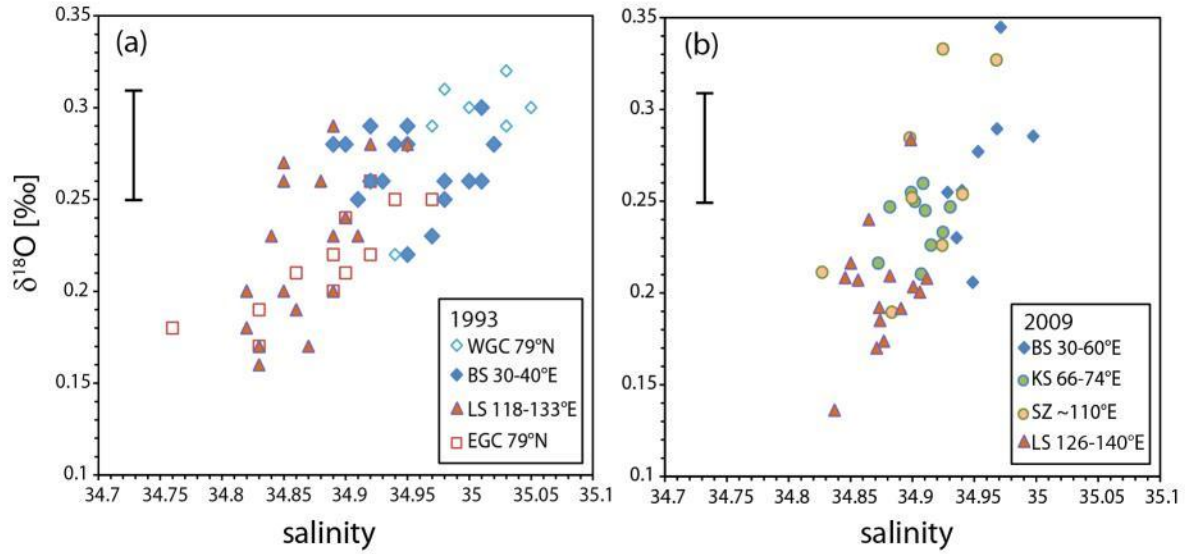 (a)
δ18O [‰]
0.35
0.3
0.25
0.2
0.15
0.1
34.7 34.75 34.8 34.85 34.9 34.95 35 35.05 35.1
salinity
1993
WGC 79°N
BS 30-40°E
LS 118-133°E
EGC 79°N
(b)
0.35
0.3
0.25
0.2
0.15
0.1
34.7 34.75 34.8 34.85 34.9 34.95 35 35.05 35.1
salinity
2009
BS 30-60°E
KS 66-74°E
SZ ~110°E
LS 126-140°E